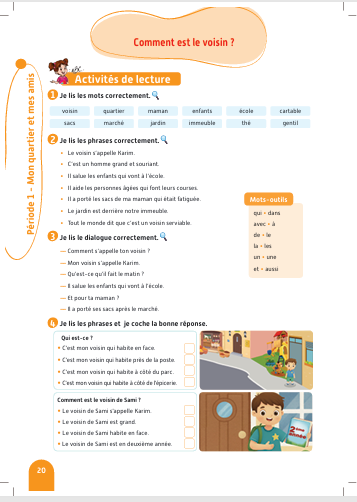 Comment est le voisin ?
Activités de lecture
1 Je lis les mots correctement.
voisin quartier maman enfants école cartable
sacs marché jardin immeuble thé gentil
2 Je lis les phrases correctement.
• Le voisin s'appelle Karim.
• C'est un homme grand et souriant.
• Il salue les enfants qui vont à l'école.
• Il aide les personnes âgées qui font leurs courses.
• Il a porté les sacs de ma maman qui était fatiguée.
• Le jardin est derrière notre immeuble.
• Tout le monde dit que c'est un voisin serviable.
Mots-outils
qui • dans
avec • à
de • le
la • les
un • une
et • aussi
3 Je lis le dialogue correctement.
— Comment s'appelle ton voisin ?
— Mon voisin s'appelle Karim.
— Qu'est-ce qu'il fait le matin ?
— Il salue les enfants qui vont à l'école.
— Et pour ta maman ?
— Il a porté ses sacs après le marché.
4 Je lis les phrases et je coche la bonne réponse.
Qui est-ce ?
• C'est mon voisin qui habite en face.
• C'est mon voisin qui habite près de la poste.
• C'est mon voisin qui habite à côté du parc.
• C'est mon voisin qui habite à côté de l'épicerie.
Comment est le voisin de Sami ?
• Le voisin de Sami s'appelle Karim.
• Le voisin de Sami est grand.
• Le voisin de Sami habite en face.
• Le voisin de Sami est en deuxième année.
2ème année
Période 1 - Mon quartier et mes amis
20